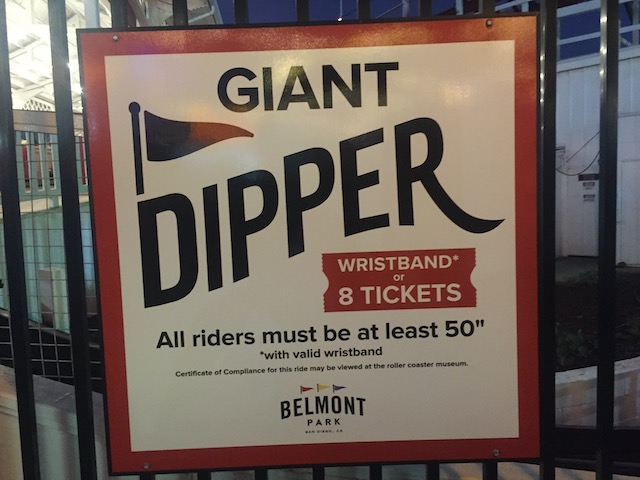 GIANT
DIPPER
WRISTBAND*
or
8 TICKETS
All riders must be at least 50"
*with valid wristband
Certificate of Compliance for this ride may be viewed at the roller coaster museum.
BELMONT
PARK
SAN DIEGO, CA